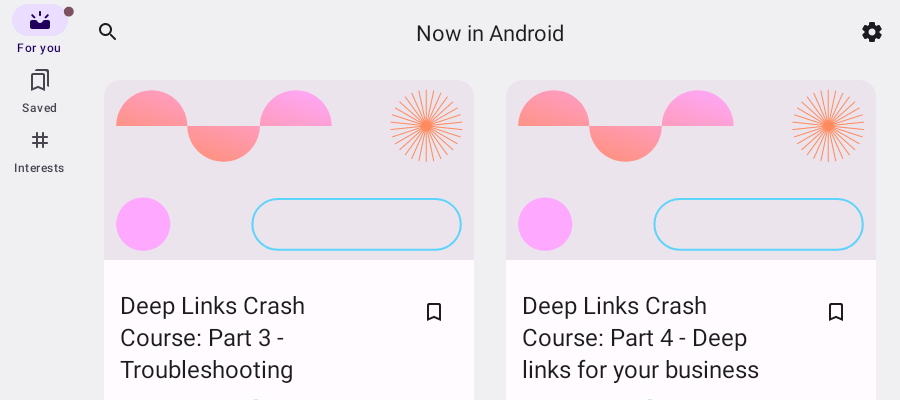 For you
Saved
Interests
Now in Android
Deep Links Crash
Course: Part 3 -
Troubleshooting
Deep Links Crash
Course: Part 4 - Deep
links for your business